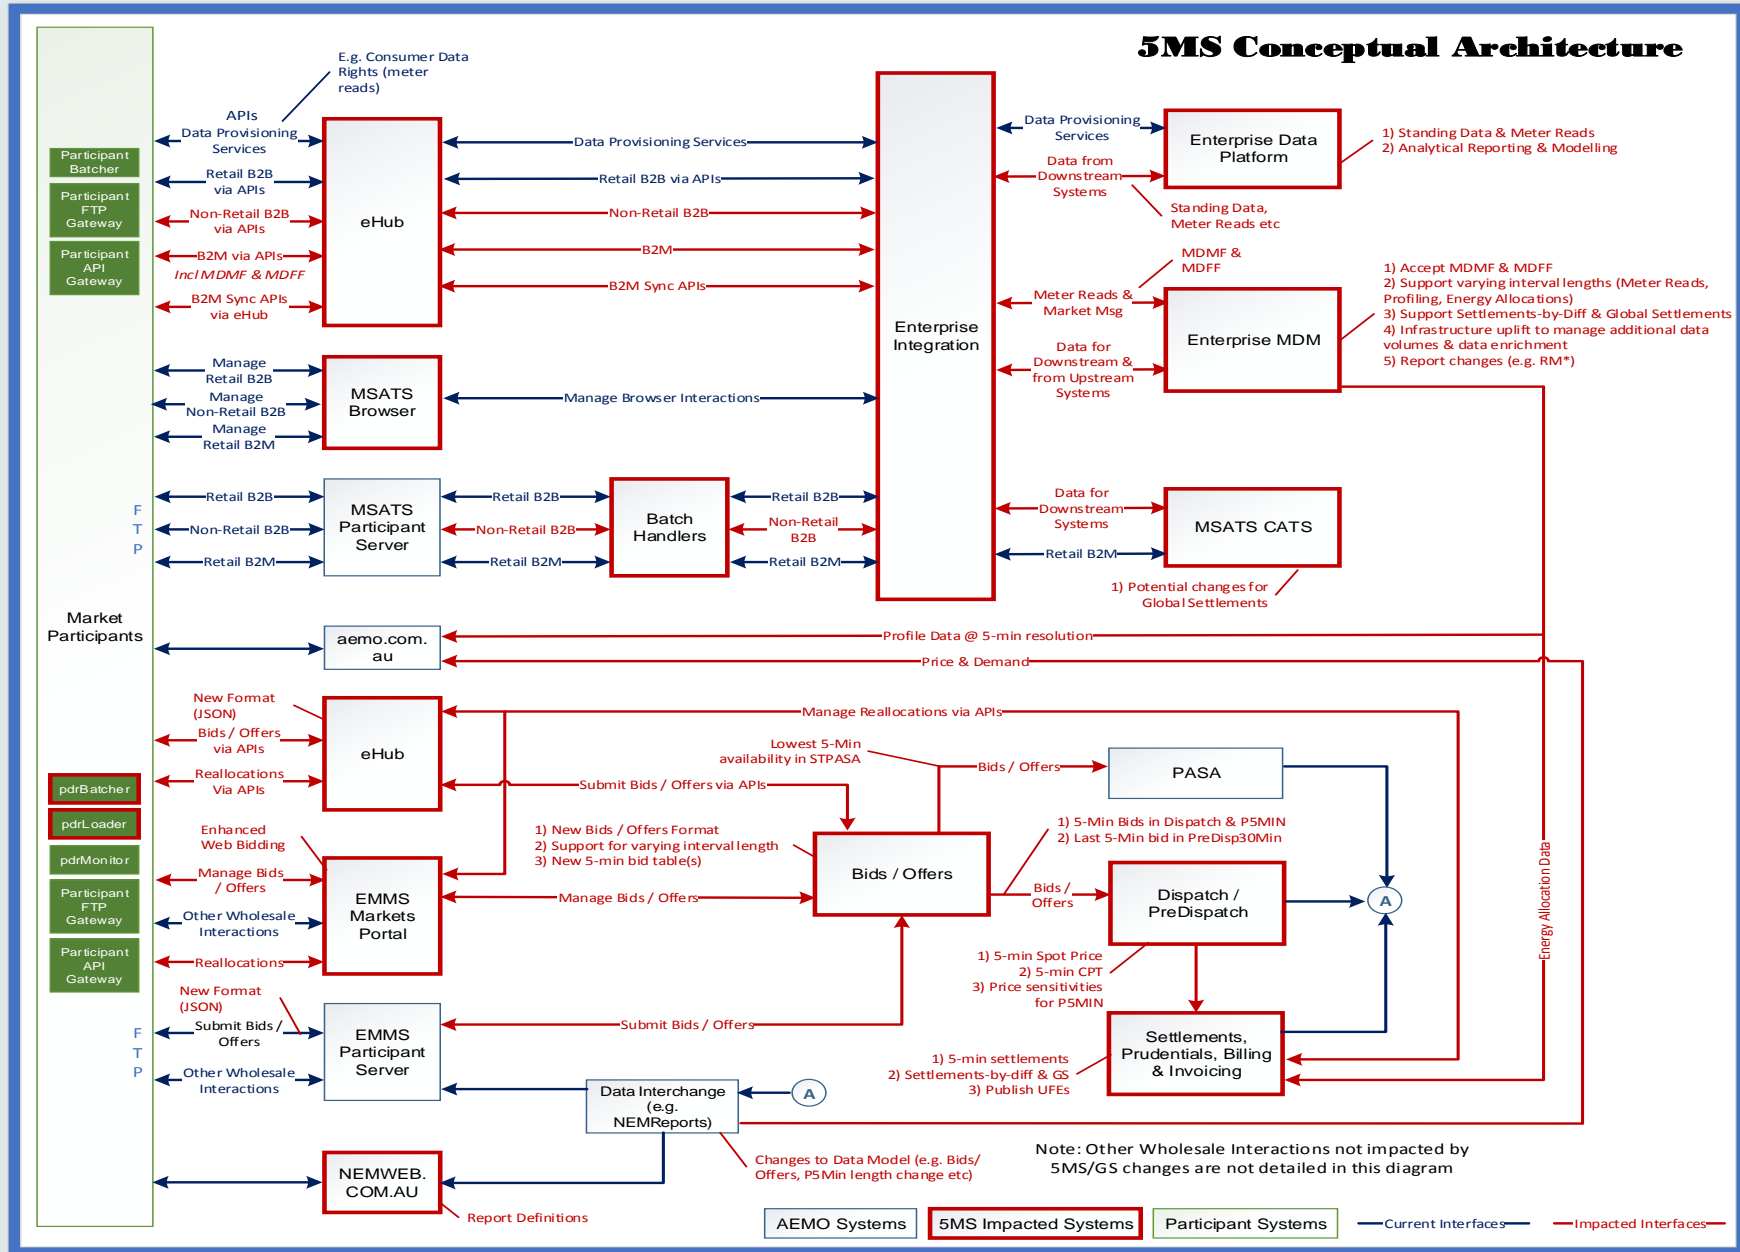 5MS Conceptual Architecture
E.g. Consumer Data
Rights (meter
reads)
APIs
Data Provisioning
Services
Retail B2B
via APIs
Non-Retail B2B
via APIs
B2M via APIs
Incl MDMF & MDFF
B2M Sync APIs
via eHub
Participant
Batcher
Participant
FTP
Gateway
Participant
API
Gateway
eHub
Data Provisioning Services
Retail B2B via APIs
Non-Retail B2B
B2M
B2M Sync APIs
Enterprise
Integration
Data Provisioning
Services
Data from
Downstream
Systems
Enterprise Data
Platform
1) Standing Data & Meter Reads
2) Analytical Reporting & Modelling
Standing Data,
Meter Reads etc
MDMF &
MDFF
Meter Reads &
Market Msg
Data for
Downstream &
from Upstream
Systems
Enterprise MDM
1) Accept MDMF & MDFF
2) Support varying interval lengths (Meter Reads,
Profiling, Energy Allocations)
3) Support Settlements-by-Diff & Global Settlements
4) Infrastructure uplift to manage additional data
volumes & data enrichment
5) Report changes (e.g. RM*)
Manage
Retail B2B
Manage
Non-Retail B2B
Manage
Retail B2M
MSATS
Browser
Manage Browser Interactions
F
T
P
Retail B2B
Non-Retail B2B
Retail B2M
MSATS
Participant
Server
Retail B2B
Non-Retail B2B
Retail B2M
Batch
Handlers
Retail B2B
Non-Retail
B2B
Retail B2M
Data for
Downstream
Systems
Retail B2M
MSATS CATS
1) Potential changes for
Global Settlements
Market
Participants
aemo.com.
au
Profile Data @ 5-min resolution
Price & Demand
New Format
(JSON)
Bids / Offers
via APIs
Reallocations
Via APIs
eHub
Manage Reallocations via APIs
Submit Bids / Offers via APIs
Lowest 5-Min
availability in STPASA
Bids / Offers
PASA
pdrBatcher
pdrLoader
pdrMonitor
Participant
FTP
Gateway
Participant
API
Gateway
Enhanced
Web Bidding
Manage Bids
/ Offers
Other Wholesale
Interactions
Reallocations
EMMS
Markets
Portal
1) New Bids / Offers Format
2) Support for varying interval length
3) New 5-min bid table(s)
Manage Bids / Offers
Bids / Offers
1) 5-Min Bids in Dispatch & P5MIN
2) Last 5-Min bid in PreDisp30Min
Bids /
Offers
Dispatch /
PreDispatch
A
Energy Allocation Data
1) 5-min Spot Price
2) 5-min CPT
3) Price sensitivities
for P5MIN
New Format
(JSON)
F
T
P
Submit Bids /
Offers
Other Wholesale
Interactions
EMMS
Participant
Server
Submit Bids / Offers
1) 5-min settlements
2) Settlements-by-diff & GS
3) Publish UFEs
Settlements,
Prudentials, Billing
& Invoicing
Data Interchange
(e.g.
NEMReports)
A
Changes to Data Model (e.g. Bids/
Offers, P5Min length change etc)
NEMWEB.
COM.AU
Report Definitions
Note: Other Wholesale Interactions not impacted by
5MS/GS changes are not detailed in this diagram
AEMO Systems
5MS Impacted Systems
Participant Systems
Current Interfaces
Impacted Interfaces